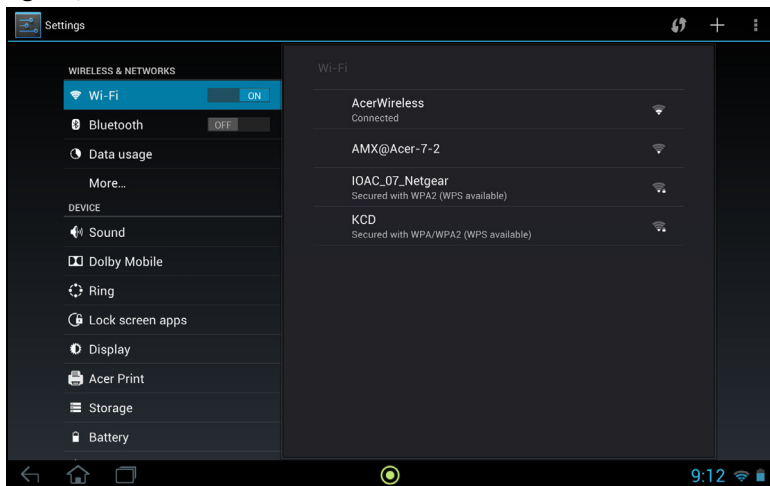 Settings
WIRELESS & NETWORKS
Wi-Fi
ON
Bluetooth
OFF
Data usage
More...
DEVICE
Sound
Dolby Mobile
Ring
Lock screen apps
Display
Acer Print
Storage
Battery
Wi-Fi
AcerWireless
Connected
AMX@Acer-7-2
IOAC_07_Netgear
Secured with WPA2 (WPS available)
KCD
Secured with WPA/WPA2 (WPS available)
9:12